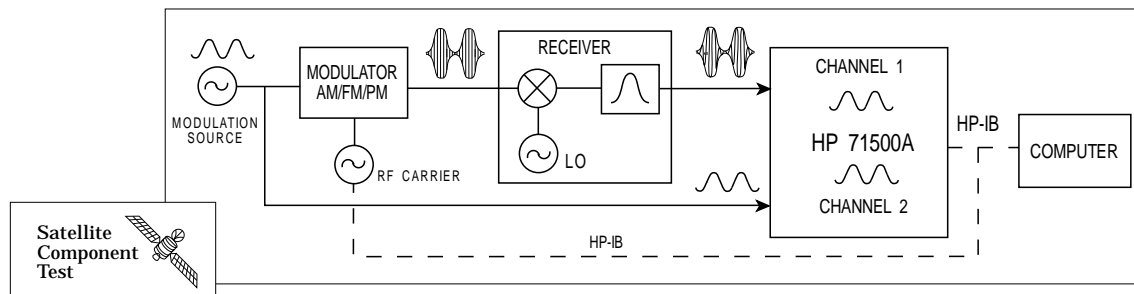 MODULATION
SOURCE
MODULATOR
AM/FM/PM
RF CARRIER
RECEIVER
LO
CHANNEL 1
HP 71500A
CHANNEL 2
HP-IB
COMPUTER
HP-IB
Satellite
Component
Test